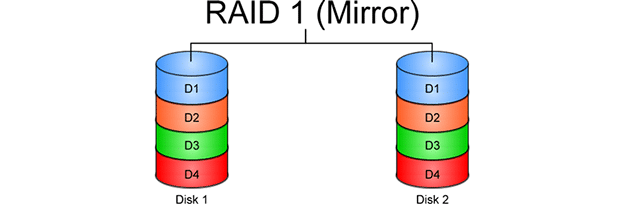 RAID 1 (Mirror)
D1
D2
D3
D4
Disk 1
D1
D2
D3
D4
Disk 2